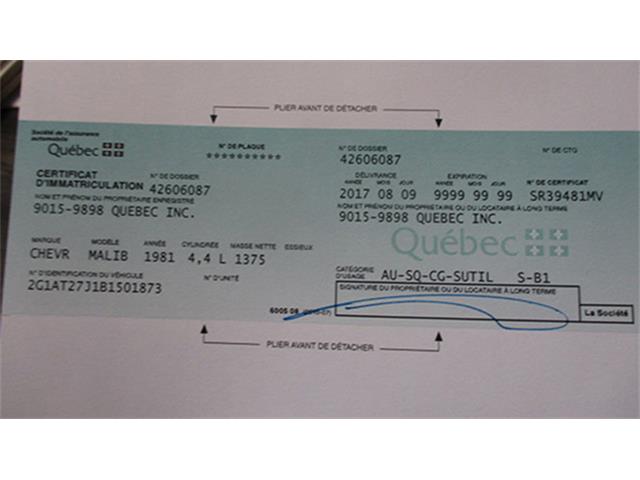 PLIER AVANT DE DÉTACHER
Société de l'assurance
automobile
Québec
N° DE PLAQUE
**********
N° DE DOSSIER
42606087
N° DE CTG
CERTIFICAT
D'IMMATRICULATION
N° DE DOSSIER
42606087
DÉLIVRANCE
ANNÉE MOIS JOUR
2017 08 09
EXPIRATION
ANNÉE MOIS JOUR
9999 99 99
N° DE CERTIFICAT
SR39481MV
NOM ET PRÉNOM DU PROPRIÉTAIRE ENREGISTRÉ
9015-9898 QUEBEC INC.
NOM ET PRÉNOM DU PROPRIÉTAIRE OU DU LOCATAIRE À LONG TERME
9015-9898 QUEBEC INC.
Québec
MARQUE MODÈLE ANNÉE CYLINDRÉE MASSE NETTE ESSIEUX
CHEVR MALIB 1981 4,4 L 1375
N° D'IDENTIFICATION DU VÉHICULE
N° D'UNITÉ
2G1AT27J1B1501873
CATÉGORIE
D'USAGE
AU-SQ-CG-SUTIL S-B1
SIGNATURE DU PROPRIÉTAIRE OU DU LOCATAIRE À LONG TERME
La Société
6005 08
PLIER AVANT DE DÉTACHER